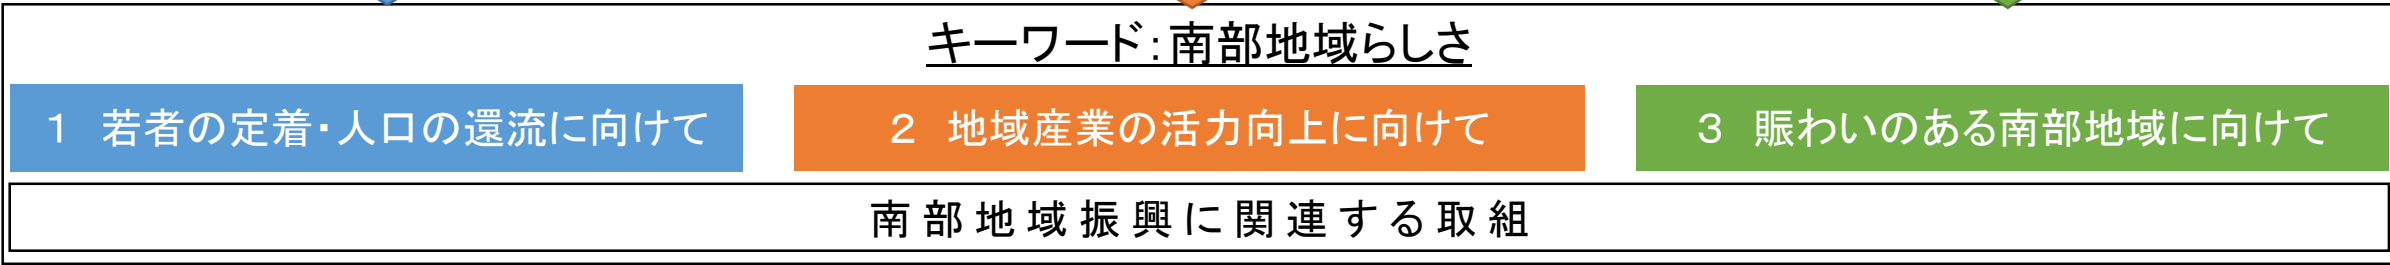 キーワード：南部地域らしさ
１　若者の定着・人口の還流に向けて
２　地域産業の活力向上に向けて
３　賑わいのある南部地域に向けて
南部地域振興に関連する取組